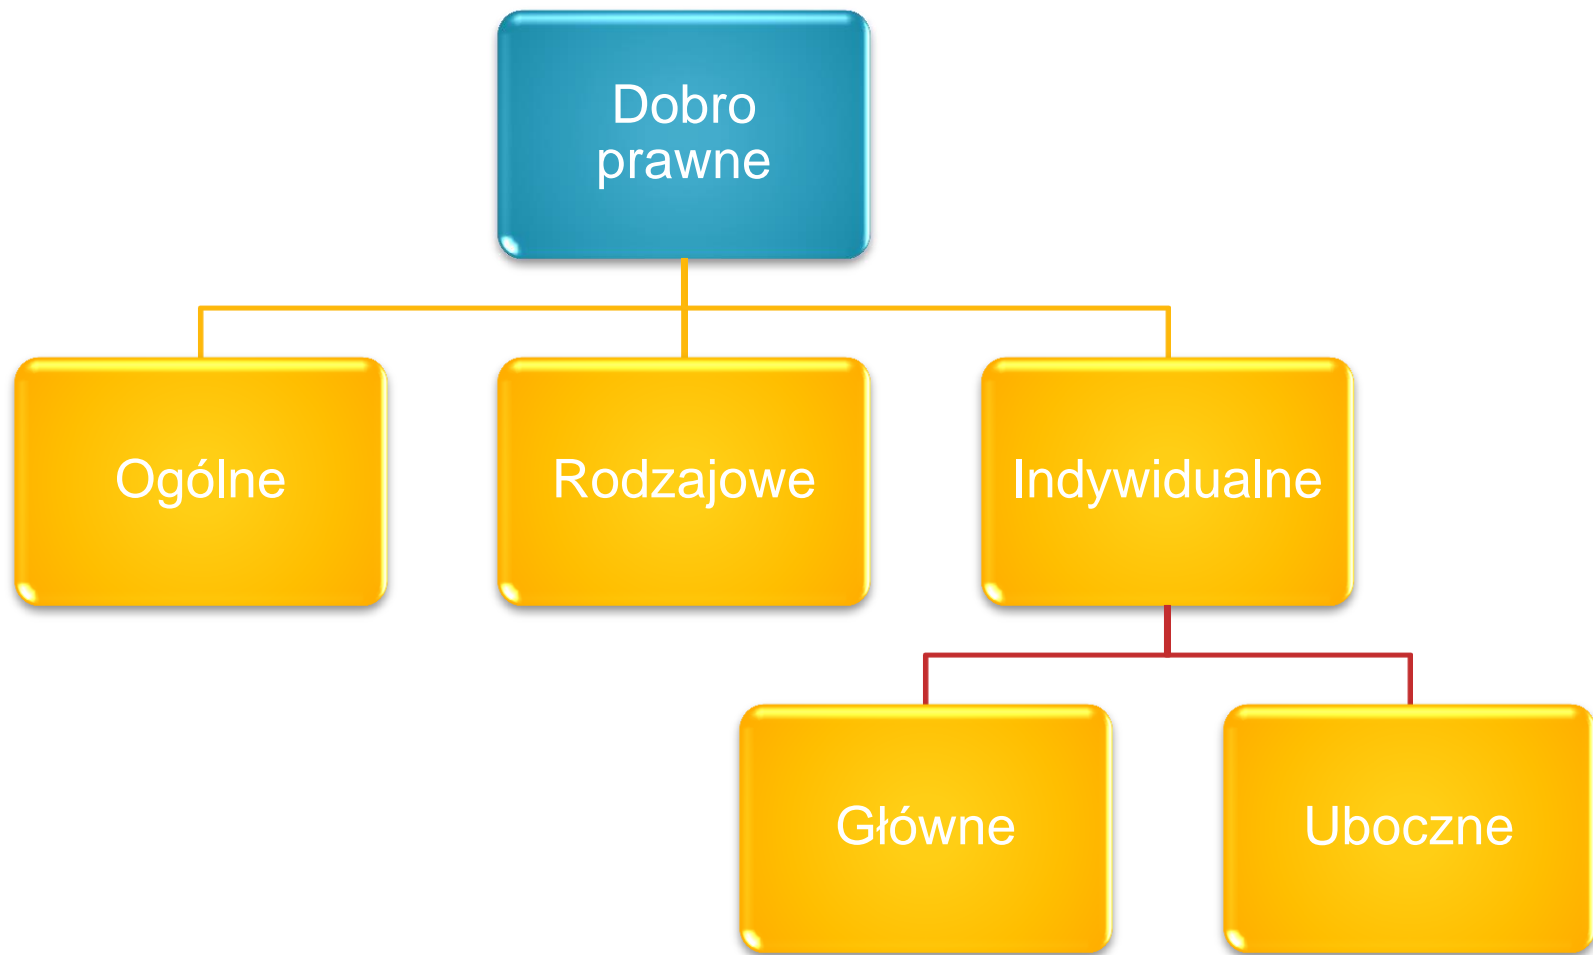 Dobro
prawne
Ogólne
Rodzajowe
Indywidualne
Główne
Uboczne